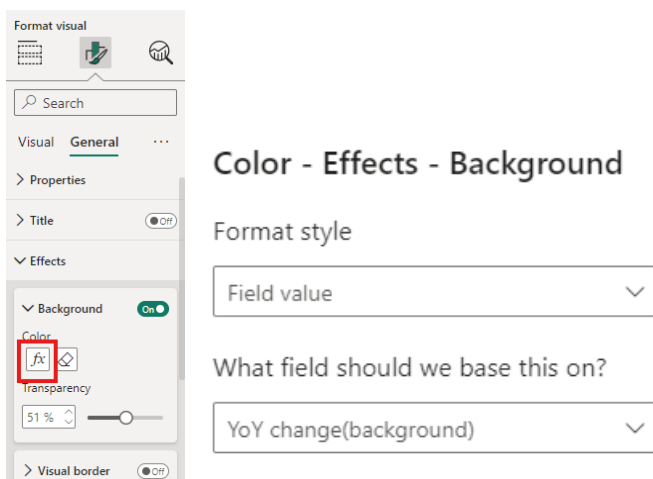 Format visual
Search
Visual General ...
Properties
Title Off
Effects
Background On
Color
fx
Transparency
51 %
Visual border Off
Color - Effects - Background
Format style
Field value
What field should we base this on?
YoY change(background)